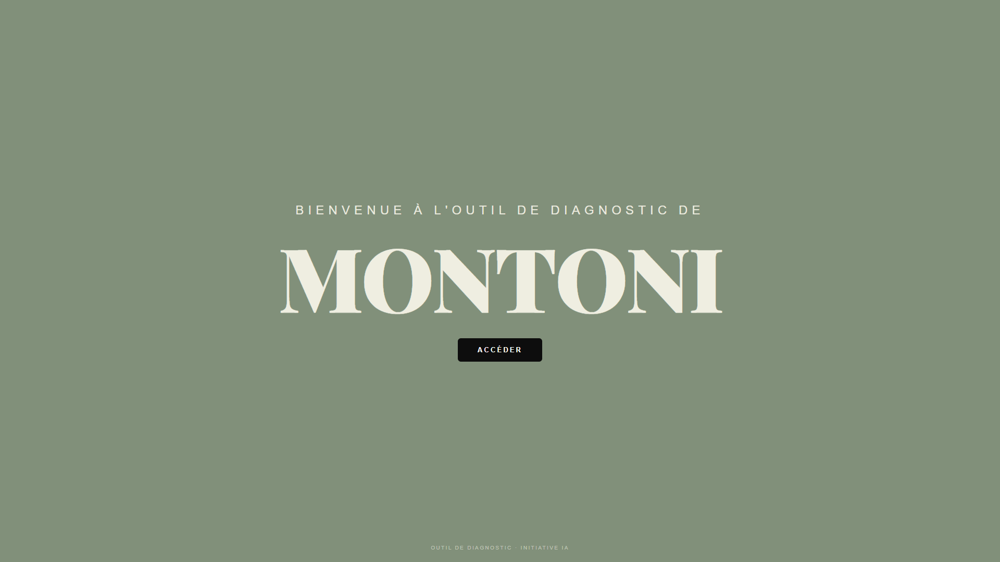 BIENVENUE À L'OUTIL DE DIAGNOSTIC DE
MONTONI
ACCÉDER
OUTIL DE DIAGNOSTIC · INITIATIVE IA